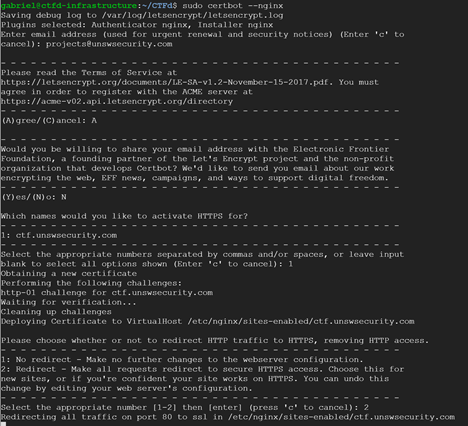 gabriel@ctfd-infrastructure:~/CTFd$ sudo certbot --nginx
Saving debug log to /var/log/letsencrypt/letsencrypt.log
Plugins selected: Authenticator nginx, Installer nginx
Enter email address (used for urgent renewal and security notices) (Enter 'c' to
cancel): projects@unswsecurity.com

- - - - - - - - - - - - - - - - - - - - - - - - - - - - - - - - - - - - - - - -
Please read the Terms of Service at
https://letsencrypt.org/documents/LE-SA-v1.2-November-15-2017.pdf. You must
agree in order to register with the ACME server at
https://acme-v02.api.letsencrypt.org/directory
- - - - - - - - - - - - - - - - - - - - - - - - - - - - - - - - - - - - - - - -
(A)gree/(C)ancel: A

- - - - - - - - - - - - - - - - - - - - - - - - - - - - - - - - - - - - - - - -
Would you be willing to share your email address with the Electronic Frontier
Foundation, a founding partner of the Let's Encrypt project and the non-profit
organization that develops Certbot? We'd like to send you email about our work
encrypting the web, EFF news, campaigns, and ways to support digital freedom.
- - - - - - - - - - - - - - - - - - - - - - - - - - - - - - - - - - - - - - - -
(Y)es/(N)o: N

Which names would you like to activate HTTPS for?
- - - - - - - - - - - - - - - - - - - - - - - - - - - - - - - - - - - - - - - -
1: ctf.unswsecurity.com
- - - - - - - - - - - - - - - - - - - - - - - - - - - - - - - - - - - - - - - -
Select the appropriate numbers separated by commas and/or spaces, or leave input
blank to select all options shown (Enter 'c' to cancel): 1
Obtaining a new certificate
Performing the following challenges:
http-01 challenge for ctf.unswsecurity.com
Waiting for verification...
Cleaning up challenges
Deploying Certificate to VirtualHost /etc/nginx/sites-enabled/ctf.unswsecurity.com

Please choose whether or not to redirect HTTP traffic to HTTPS, removing HTTP access.
- - - - - - - - - - - - - - - - - - - - - - - - - - - - - - - - - - - - - - - -
1: No redirect - Make no further changes to the webserver configuration.
2: Redirect - Make all requests redirect to secure HTTPS access. Choose this for
new sites, or if you're confident your site works on HTTPS. You can undo this
change by editing your web server's configuration.
- - - - - - - - - - - - - - - - - - - - - - - - - - - - - - - - - - - - - - - -
Select the appropriate number [1-2] then [enter] (press 'c' to cancel): 2
Redirecting all traffic on port 80 to ssl in /etc/nginx/sites-enabled/ctf.unswsecurity.com